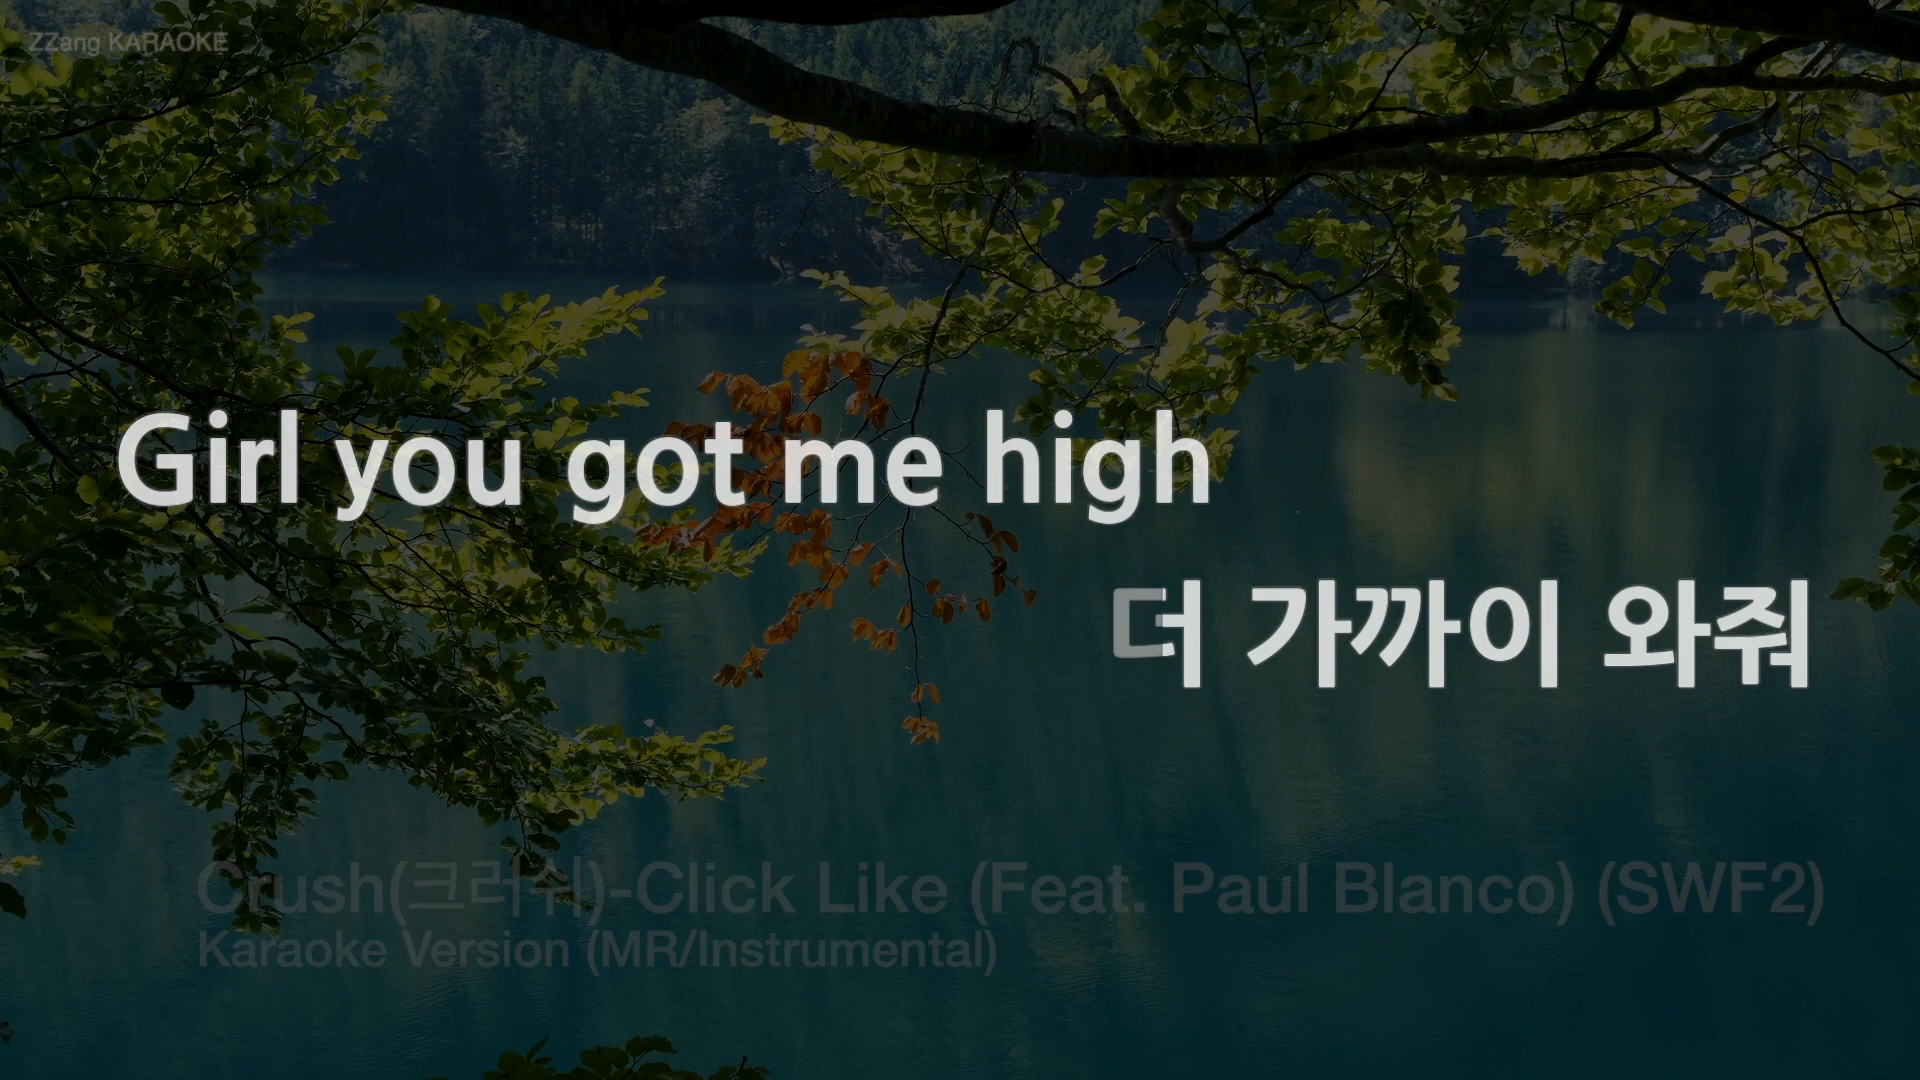 ZZang KARAOKE
Girl you got me high
더 가까이 와줘
Crush(크러쉬)-Click Like (Feat. Paul Blanco) (SWF2)
Karaoke Version (MR/Instrumental)